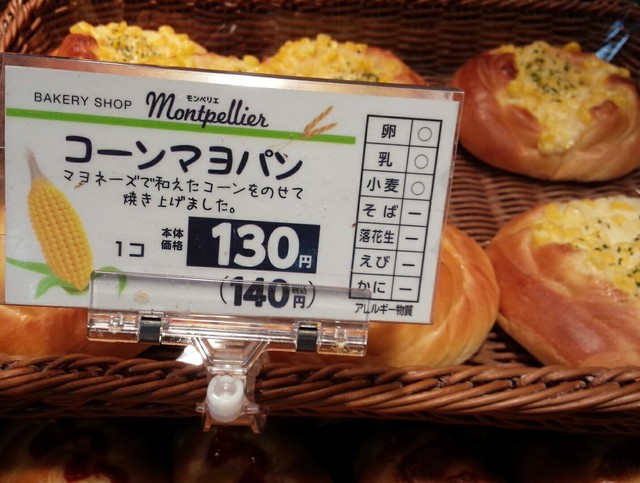 BAKERY SHOP
モンペリエ
Montpellier
コーンマヨパン
マヨネーズで和えたコーンをのせて
焼き上げました。
1コ
本体
価格
130円
(140税込円)
卵 ○
乳 ○
小麦 ○
そば ー
落花生 ー
えび ー
かに ー
アレルギー物質